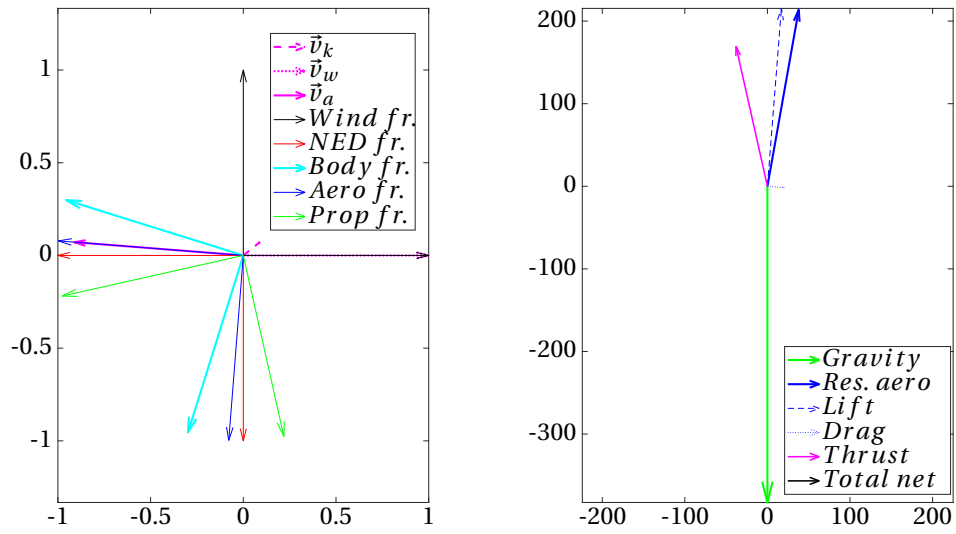 1
0.5
0
-0.5
-1
-1
-0.5
0
0.5
1
v⃗k
v⃗w
v⃗a
Wind fr.
NED fr.
Body fr.
Aero fr.
Prop fr.
200
100
0
-100
-200
-300
-200
-100
0
100
200
Gravity
Res. aero
Lift
Drag
Thrust
Total net